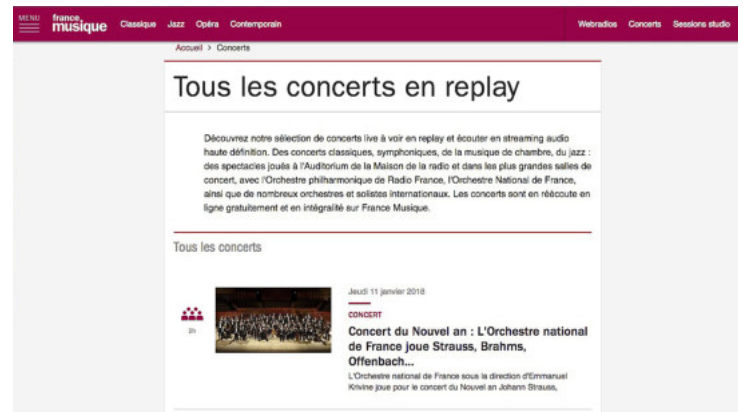 MENU
france
musique
Classique Jazz Opéra Contemporain
Webradios Concerts Sessions studio
Accueil > Concerts
Tous les concerts en replay
Découvrez notre sélection de concerts live à voir en replay et écouter en streaming audio
haute définition. Des concerts classiques, symphoniques, de la musique de chambre, du jazz :
des spectacles joués à l'Auditorium de la Maison de la radio et dans les plus grandes salles de
concert, avec l'Orchestre philharmonique de Radio France, l'Orchestre National de France,
ainsi que de nombreux orchestres et solistes internationaux. Les concerts sont en réécoute en
ligne gratuitement et en intégralité sur France Musique.
Tous les concerts
Jeudi 11 janvier 2018
CONCERT
2h
Concert du Nouvel an : L'Orchestre national
de France joue Strauss, Brahms,
Offenbach...
L'Orchestre national de France sous la direction d'Emmanuel
Krivine joue pour le concert du Nouvel an Johann Strauss,